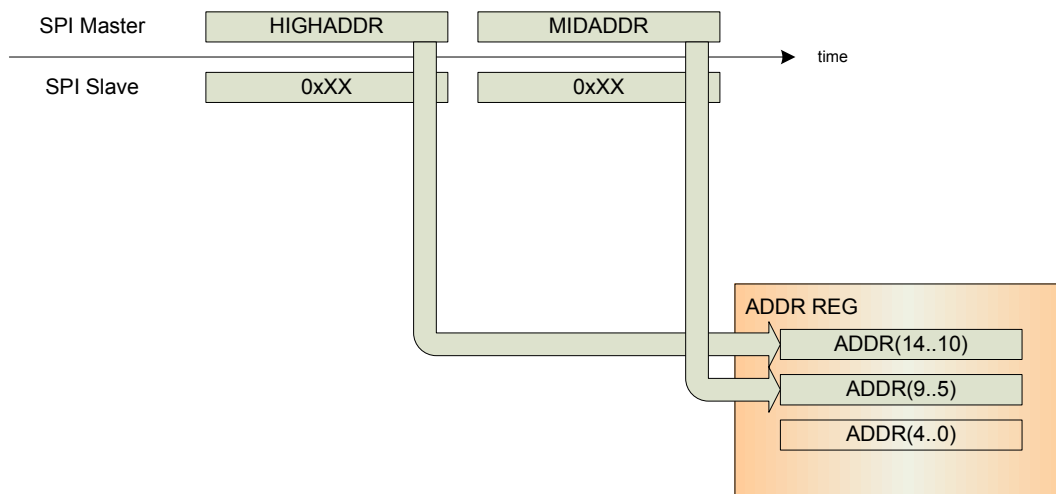 SPI Master HIGHADDR MIDADDR
time
SPI Slave 0xXX 0xXX
ADDR REG
ADDR(14..10)
ADDR(9..5)
ADDR(4..0)